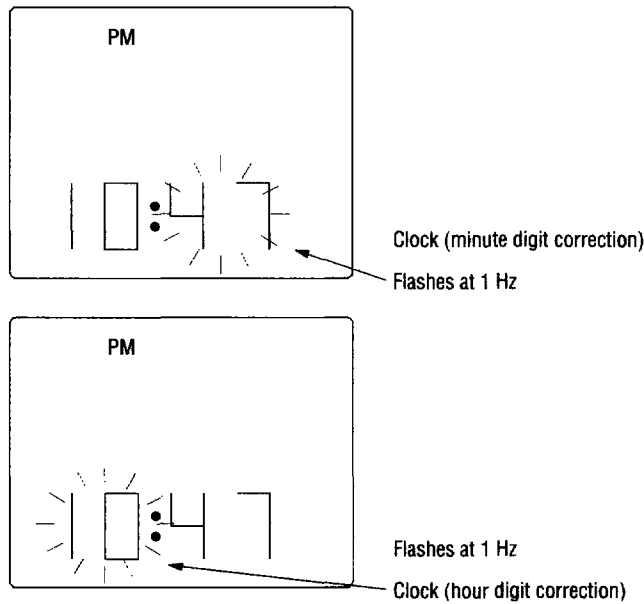 PM
10:47
Clock (minute digit correction)
Flashes at 1 Hz
PM
10:47
Flashes at 1 Hz
Clock (hour digit correction)